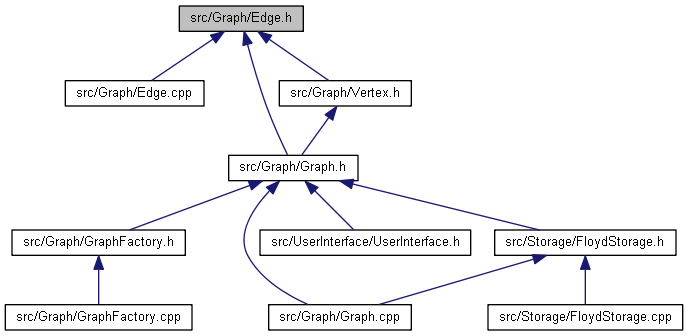 src/Graph/Edge.h
src/Graph/Edge.cpp
src/Graph/Vertex.h
src/Graph/Graph.h
src/Graph/GraphFactory.h
src/UserInterface/UserInterface.h
src/Storage/FloydStorage.h
src/Graph/GraphFactory.cpp
src/Graph/Graph.cpp
src/Storage/FloydStorage.cpp